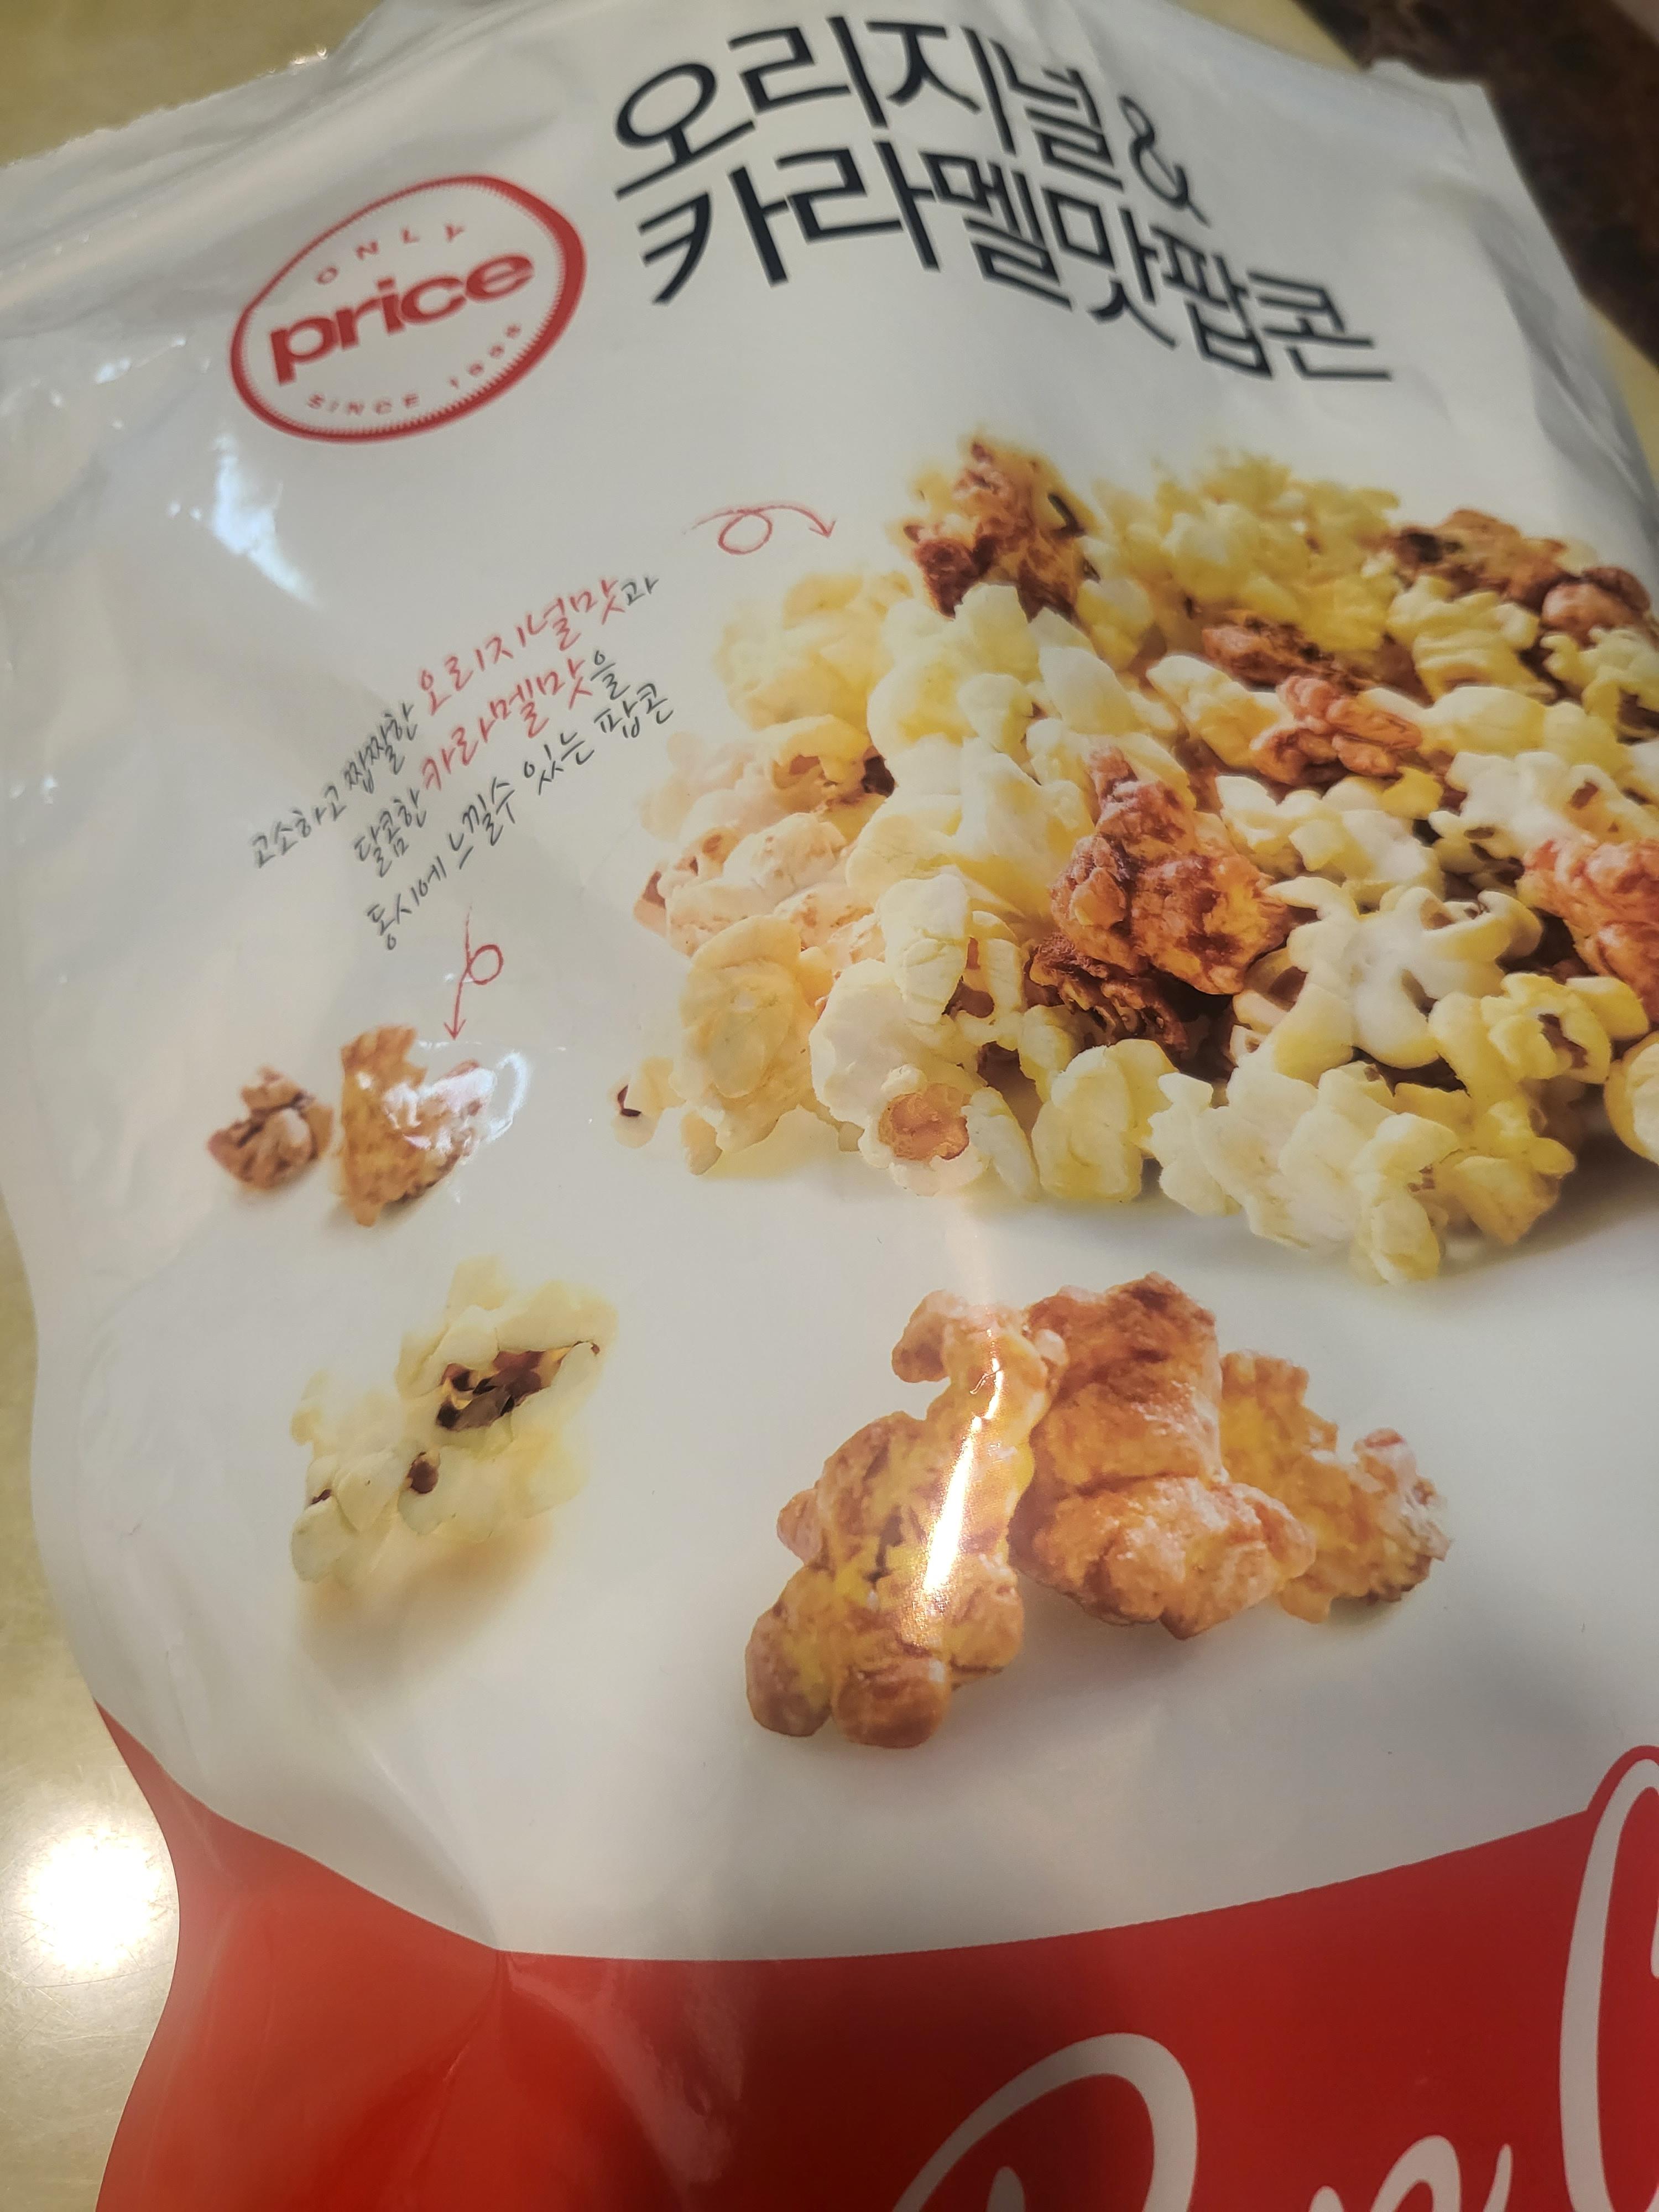 오리지널&
카라멜맛팝콘
ONLY
price
SINCE 1998
고소하고 짭짤한 오리지널맛과
달콤한 카라멜맛을
동시에 느낄수 있는 팝콘